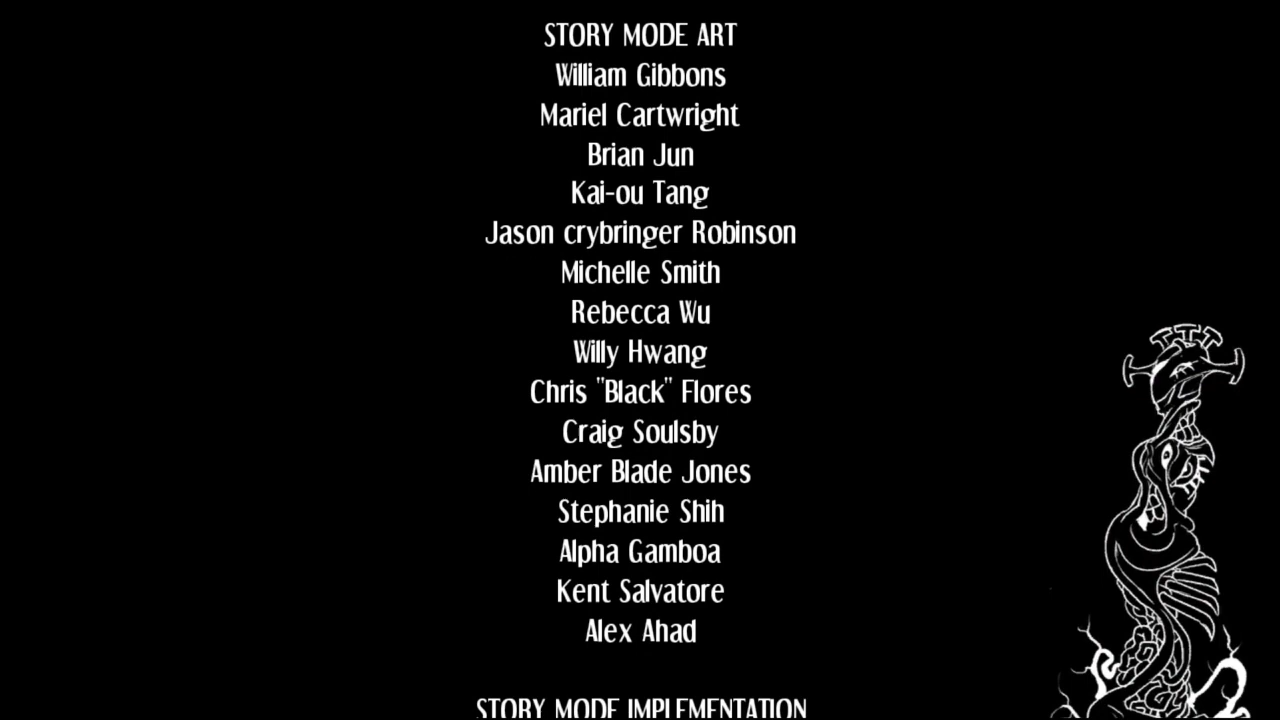 STORY MODE ART
William Gibbons
Mariel Cartwright
Brian Jun
Kai-ou Tang
Jason crybringer Robinson
Michelle Smith
Rebecca Wu
Willy Hwang
Chris "Black" Flores
Craig Soulsby
Amber Blade Jones
Stephanie Shih
Alpha Gamboa
Kent Salvatore
Alex Ahad
STORY MODE IMPLEMENTATION